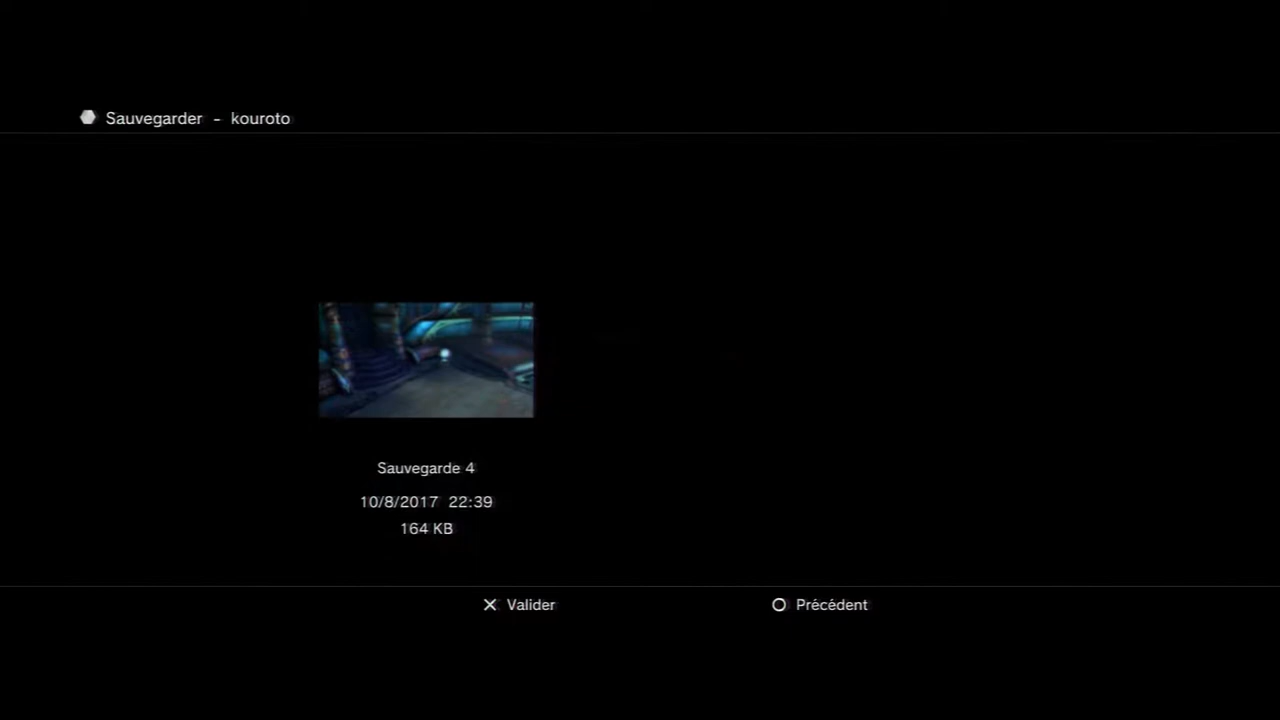 Sauvegarder - kouroto
Sauvegarde 4
10/8/2017 22:39
164 KB
Valider
Précédent